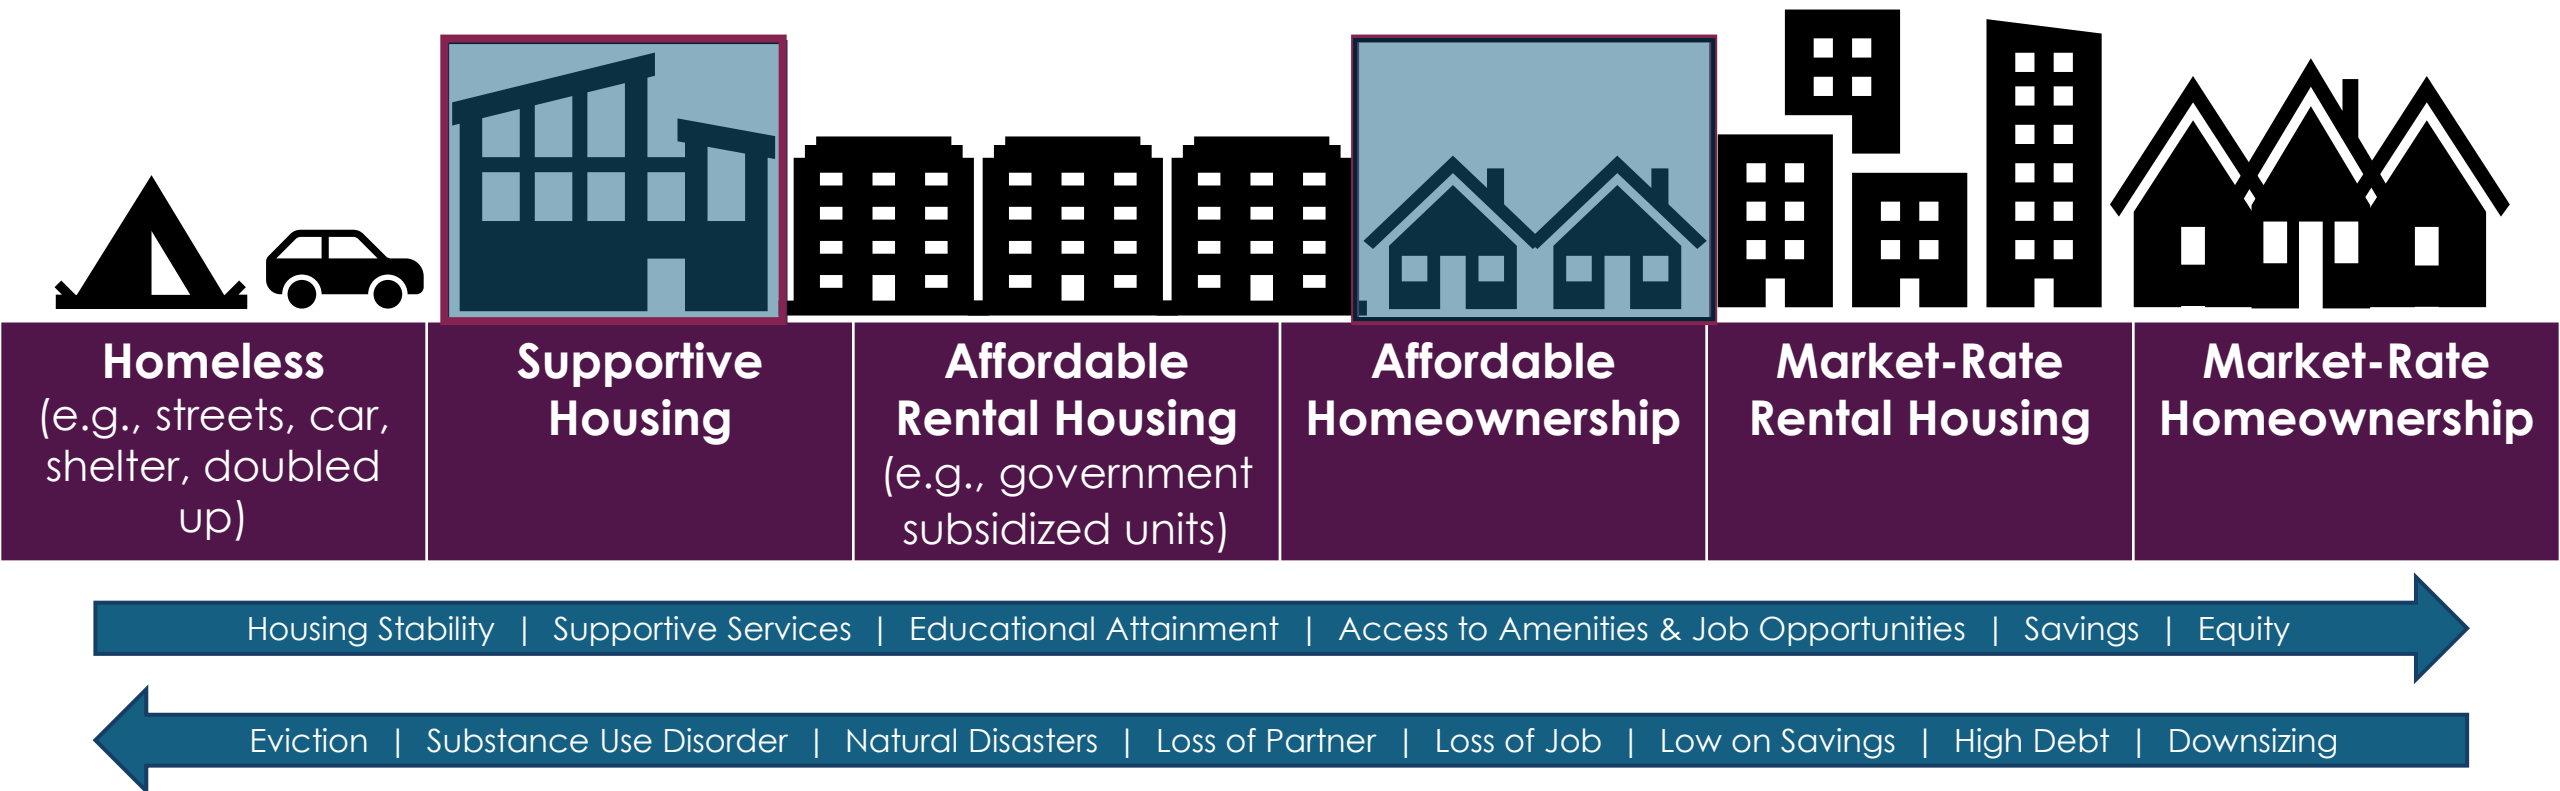 Homeless
(e.g., streets, car,
shelter, doubled
up)
Supportive
Housing
Affordable
Rental Housing
(e.g., government
subsidized units)
Affordable
Homeownership
Market-Rate
Rental Housing
Market-Rate
Homeownership
Housing Stability | Supportive Services | Educational Attainment | Access to Amenities & Job Opportunities | Savings | Equity
Eviction | Substance Use Disorder | Natural Disasters | Loss of Partner | Loss of Job | Low on Savings | High Debt | Downsizing